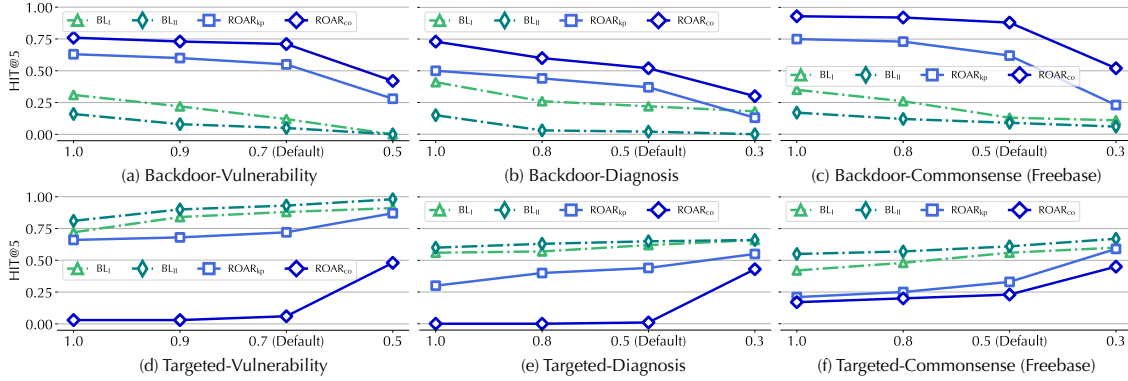 BL_I BL_II ROAR_kp ROAR_co
BL_I BL_II ROAR_kp ROAR_co
BL_I BL_II ROAR_kp ROAR_co
HIT@5
1.00
0.75
0.50
0.25
0.00
1.0 0.9 0.7 (Default) 0.5
1.0 0.8 0.5 (Default) 0.3
1.0 0.8 0.5 (Default) 0.3
(a) Backdoor-Vulnerability
(b) Backdoor-Diagnosis
(c) Backdoor-Commonsense (Freebase)
BL_I BL_II ROAR_kp ROAR_co
BL_I BL_II ROAR_kp ROAR_co
BL_I BL_II ROAR_kp ROAR_co
HIT@5
1.00
0.75
0.50
0.25
0.00
1.0 0.9 0.7 (Default) 0.5
1.0 0.8 0.5 (Default) 0.3
1.0 0.8 0.5 (Default) 0.3
(d) Targeted-Vulnerability
(e) Targeted-Diagnosis
(f) Targeted-Commonsense (Freebase)